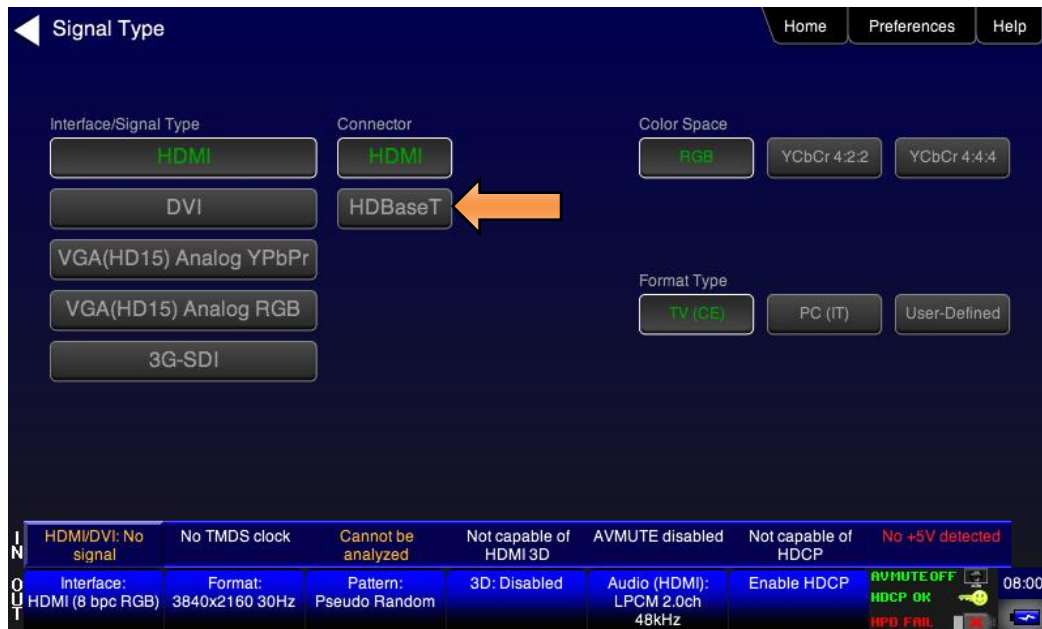 Signal Type
Home
Preferences
Help
Interface/Signal Type
Connector
Color Space
HDMI
HDMI
RGB
YCbCr 4:2:2
YCbCr 4:4:4
DVI
HDBaseT
VGA(HD15) Analog YPbPr
Format Type
VGA(HD15) Analog RGB
TV (CE)
PC (IT)
User-Defined
3G-SDI
IN
HDMI/DVI: No
signal
No TMDS clock
Cannot be
analyzed
Not capable of
HDMI 3D
AVMUTE disabled
Not capable of
HDCP
No +5V detected
OUT
Interface:
HDMI (8 bpc RGB)
Format:
3840x2160 30Hz
Pattern:
Pseudo Random
3D: Disabled
Audio (HDMI):
LPCM 2.0ch
48kHz
Enable HDCP
AVMUTE OFF
HDCP OK
HPD FAIL
08:00